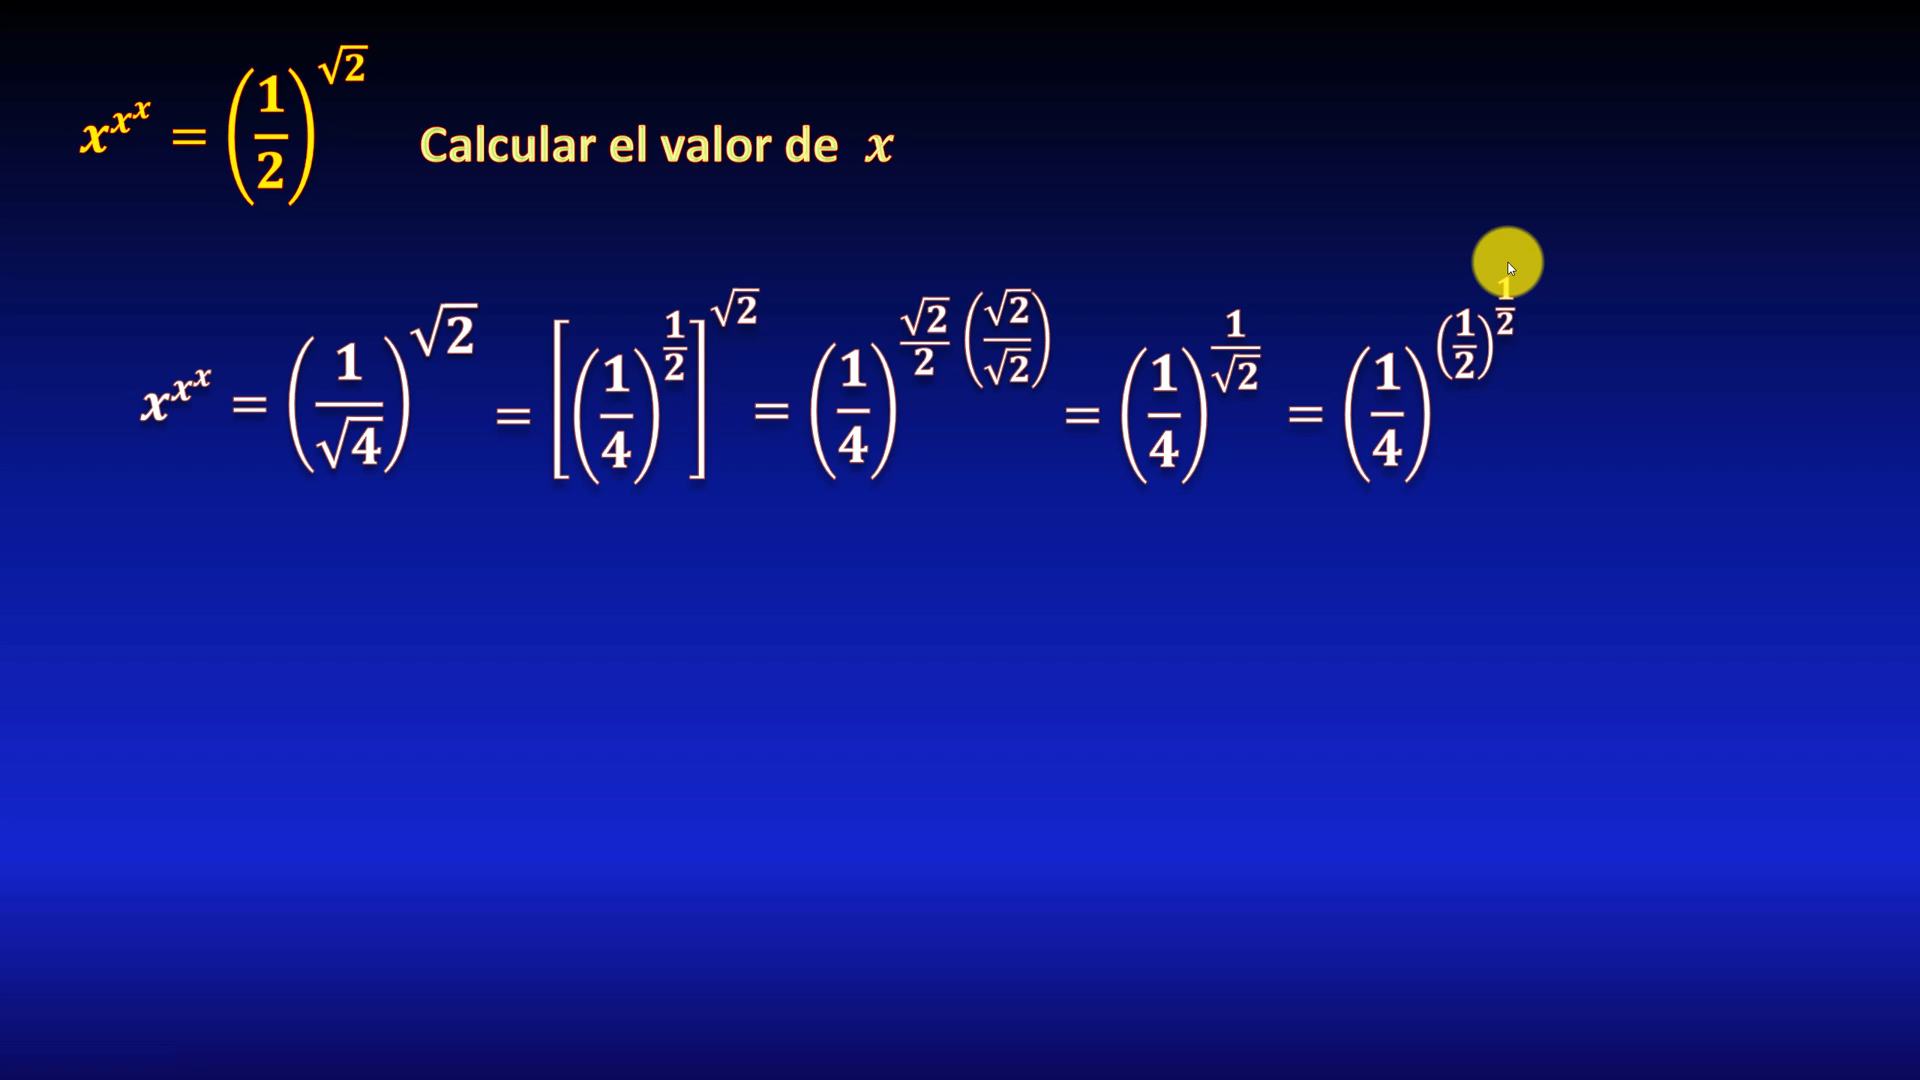 x^{x^x} = (1/2)^{√2} Calcular el valor de x
x^{x^x} = (1/√4)^{√2} = [(1/4)^{1/2}]^{√2} = (1/4)^{√2/2 (√2/√2)} = (1/4)^{1/√2} = (1/4)^{(1/2)^{1/2}}